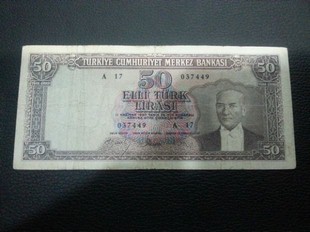 TÜRKİYE CUMHURİYET MERKEZ BANKASI
50 50
A 17 037449
50
ELLİ TÜRK
LİRASI
037449 A 17
50 50